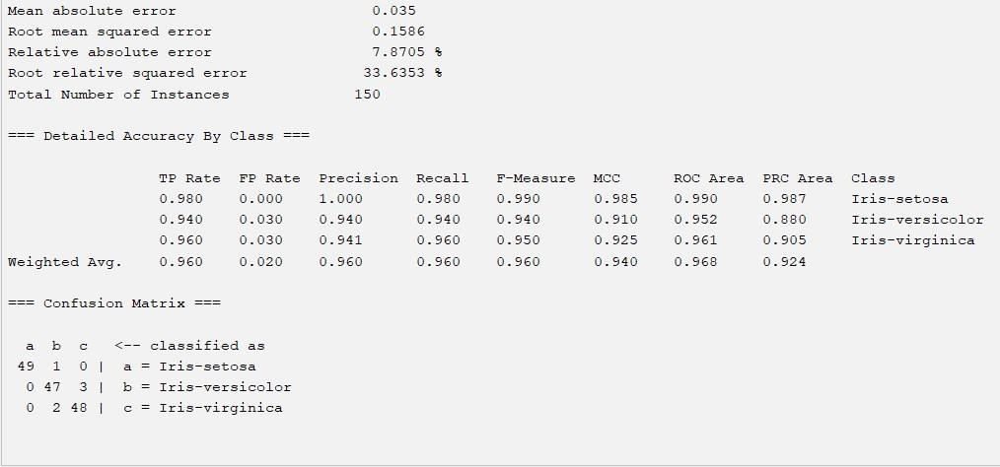 Mean absolute error                      0.035
Root mean squared error                  0.1586
Relative absolute error                  7.8705 %
Root relative squared error             33.6353 %
Total Number of Instances              150
=== Detailed Accuracy By Class ===
                 TP Rate  FP Rate  Precision  Recall   F-Measure  MCC      ROC Area  PRC Area  Class
                 0.980    0.000    1.000      0.980    0.990      0.985    0.990     0.987     Iris-setosa
                 0.940    0.030    0.940      0.940    0.940      0.910    0.952     0.880     Iris-versicolor
                 0.960    0.030    0.941      0.960    0.950      0.925    0.961     0.905     Iris-virginica
Weighted Avg.    0.960    0.020    0.960      0.960    0.960      0.940    0.968     0.924
=== Confusion Matrix ===
  a  b  c   <-- classified as
 49  1  0 |  a = Iris-setosa
  0 47  3 |  b = Iris-versicolor
  0  2 48 |  c = Iris-virginica